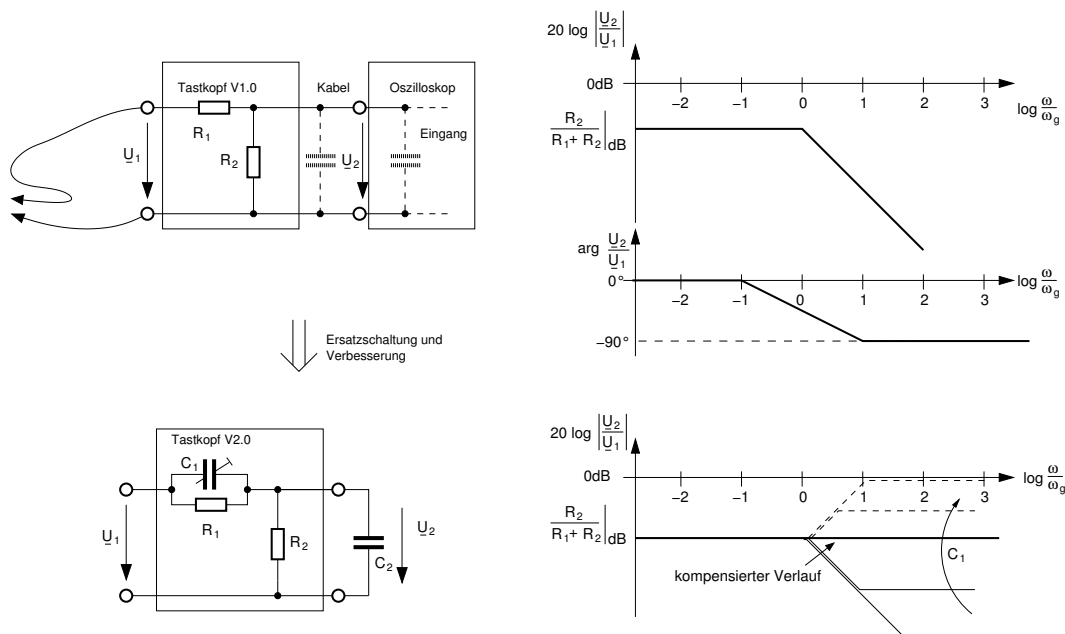 Tastkopf V1.0
Kabel
Oszilloskop
R1
R2
U1
U2
Eingang
20 log |U2/U1|
0dB
−2 −1 0 1 2 3
log ω/ωg
R2/(R1+ R2)|dB
arg U2/U1
0°
−2 −1 0 1 2 3
log ω/ωg
−90°
Ersatzschaltung und
Verbesserung
Tastkopf V2.0
C1
R1
R2
U1
U2
C2
20 log |U2/U1|
0dB
−2 −1 0 1 2 3
log ω/ωg
R2/(R1+ R2)|dB
C1
kompensierter Verlauf